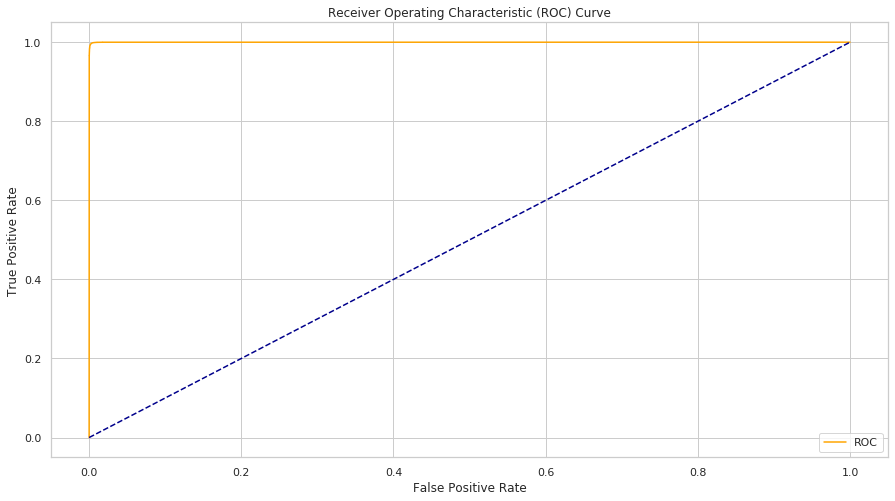 Receiver Operating Characteristic (ROC) Curve
True Positive Rate
1.0
0.8
0.6
0.4
0.2
0.0
0.0 0.2 0.4 0.6 0.8 1.0
False Positive Rate
ROC